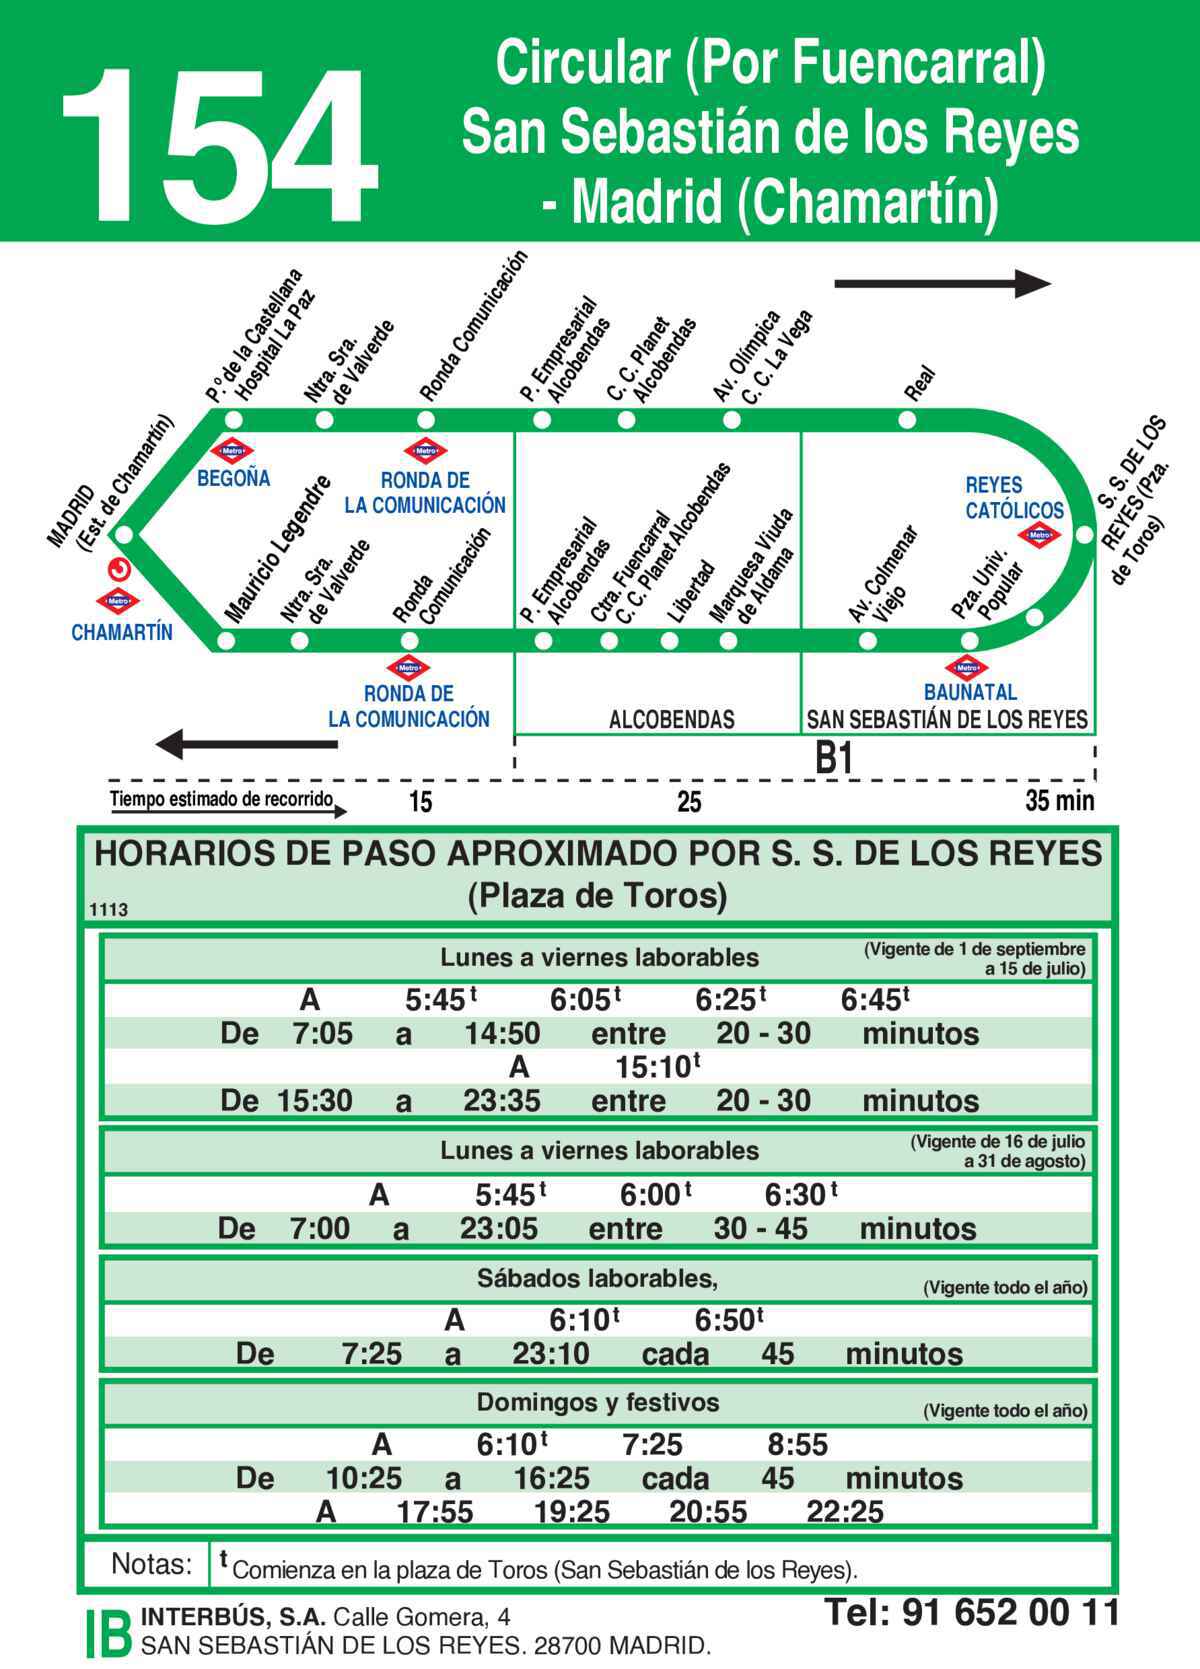 154
Circular (Por Fuencarral)
San Sebastián de los Reyes
- Madrid (Chamartín)
MADRID
(Est. de Chamartín)
P.º de la Castellana
Hospital La Paz
Ntra. Sra.
de Valverde
Ronda Comunicación
P. Empresarial
Alcobendas
C. C. Planet
Alcobendas
Av. Olímpica
C. C. La Vega
Real
S. S. DE LOS
REYES (Pza.
de Toros)
Metro
BEGOÑA
Metro
RONDA DE
LA COMUNICACIÓN
REYES
CATÓLICOS
Metro
Metro
CHAMARTÍN
Mauricio Legendre
Ntra. Sra.
de Valverde
Ronda
Comunicación
P. Empresarial
Alcobendas
Ctra. Fuencarral
C. C. Planet Alcobendas
Libertad
Marquesa Viuda
de Aldama
Av. Colmenar
Viejo
Pza. Univ.
Popular
Metro
RONDA DE
LA COMUNICACIÓN
Metro
BAUNATAL
ALCOBENDAS
SAN SEBASTIÁN DE LOS REYES
B1
Tiempo estimado de recorrido
15
25
35 min
HORARIOS DE PASO APROXIMADO POR S. S. DE LOS REYES
(Plaza de Toros)
1113
Lunes a viernes laborables
(Vigente de 1 de septiembre
a 15 de julio)
A 5:45 t 6:05 t 6:25 t 6:45 t
De 7:05 a 14:50 entre 20 - 30 minutos
A 15:10 t
De 15:30 a 23:35 entre 20 - 30 minutos
Lunes a viernes laborables
(Vigente de 16 de julio
a 31 de agosto)
A 5:45 t 6:00 t 6:30 t
De 7:00 a 23:05 entre 30 - 45 minutos
Sábados laborables,
(Vigente todo el año)
A 6:10 t 6:50 t
De 7:25 a 23:10 cada 45 minutos
Domingos y festivos
(Vigente todo el año)
A 6:10 t 7:25 8:55
De 10:25 a 16:25 cada 45 minutos
A 17:55 19:25 20:55 22:25
Notas: t Comienza en la plaza de Toros (San Sebastián de los Reyes).
IB
INTERBÚS, S.A. Calle Gomera, 4
SAN SEBASTIÁN DE LOS REYES. 28700 MADRID.
Tel: 91 652 00 11